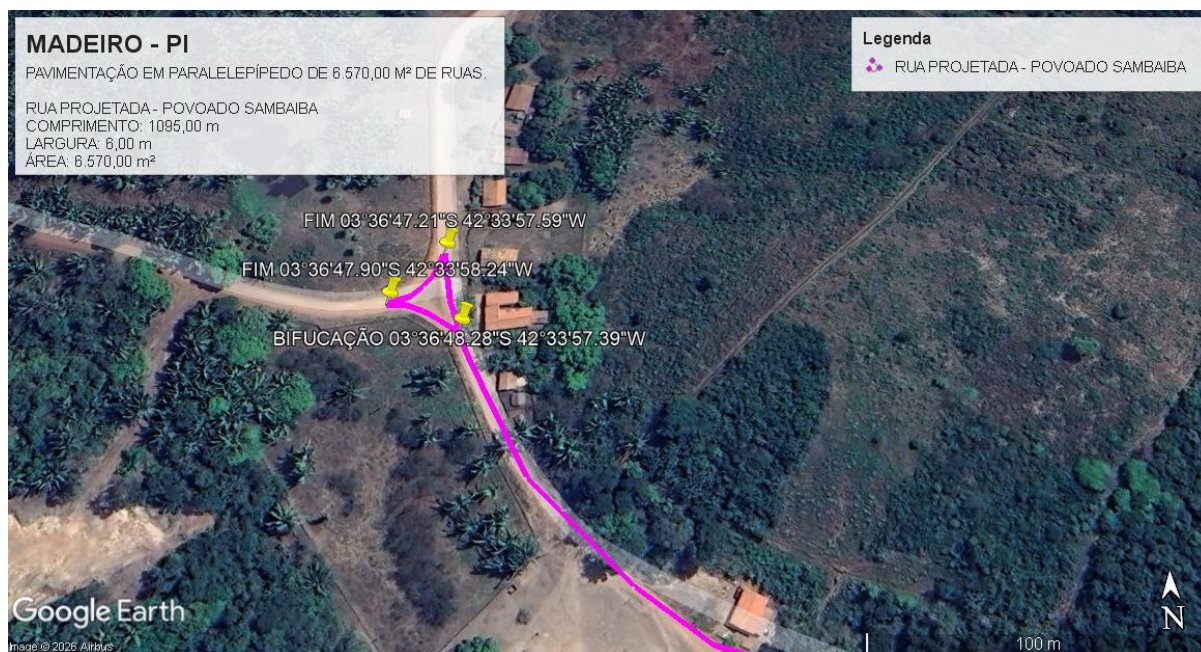 MADEIRO - PI
PAVIMENTAÇÃO EM PARALELEPÍPEDO DE 6.570,00 M² DE RUAS.
RUA PROJETADA - POVOADO SAMBAIBA
COMPRIMENTO: 1095,00 m
LARGURA: 6,00 m
ÁREA: 6.570,00 m²
Legenda
RUA PROJETADA - POVOADO SAMBAIBA
FIM 03°36'47.21"S 42°33'57.59"W
FIM 03°36'47.90"S 42°33'58.24"W
BIFUCAÇÃO 03°36'48.28"S 42°33'57.39"W
Google Earth
Image © 2026 Airbus
100 m
N